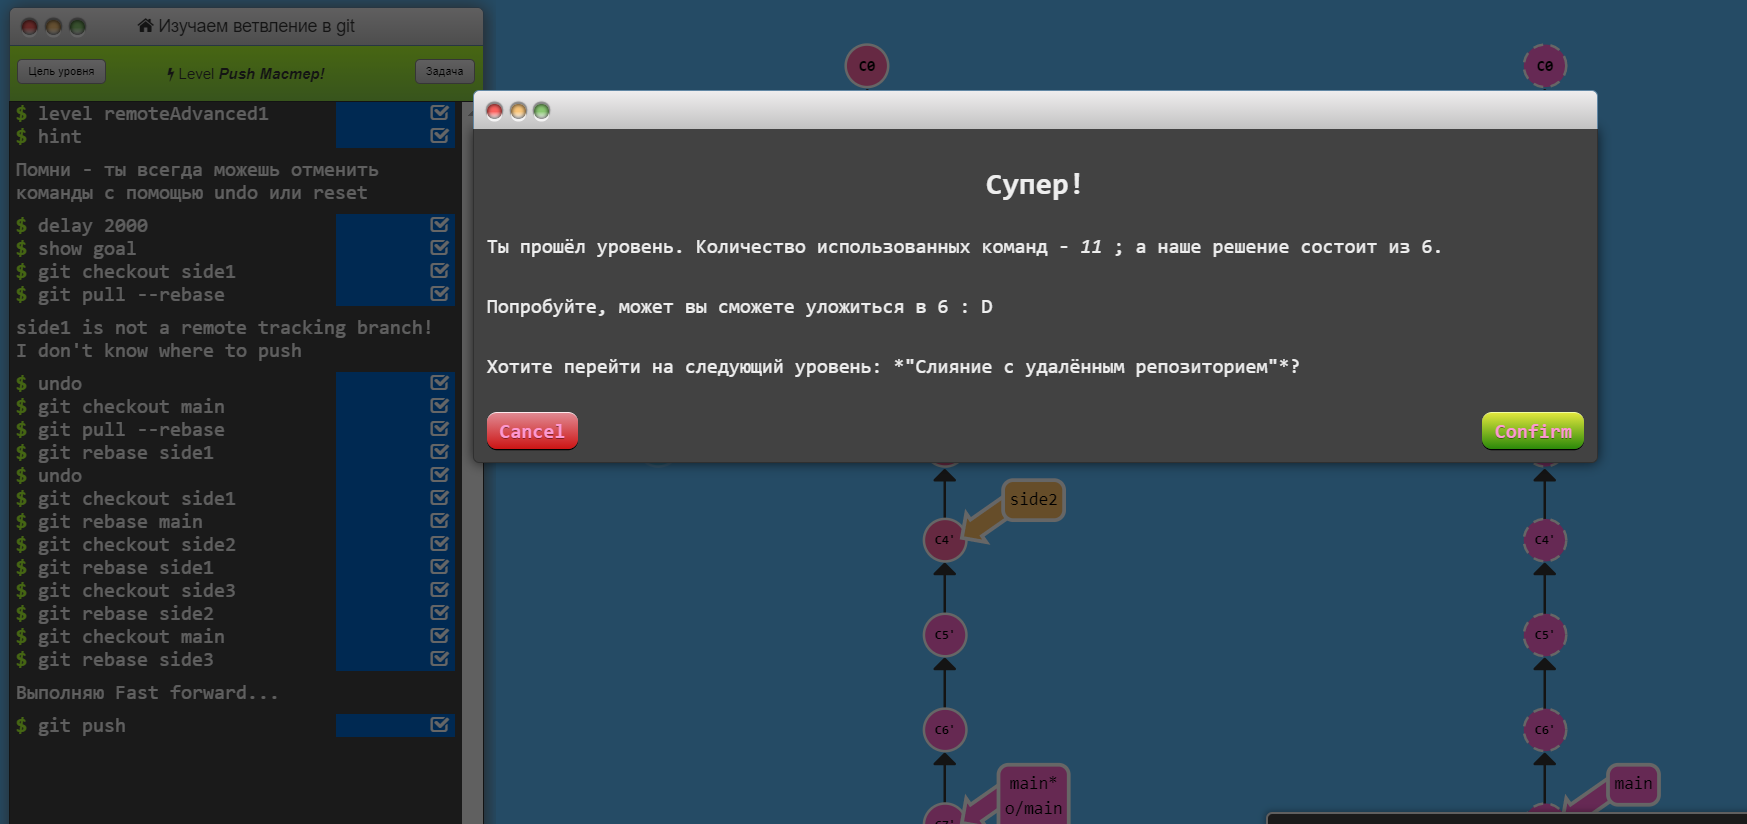 Изучаем ветвление в git
Цель уровня
Level Push Мастер!
Задача
$ level remoteAdvanced1
$ hint
Помни - ты всегда можешь отменить
команды с помощью undo или reset
$ delay 2000
$ show goal
$ git checkout side1
$ git pull --rebase
side1 is not a remote tracking branch!
I don't know where to push
$ undo
$ git checkout main
$ git pull --rebase
$ git rebase side1
$ undo
$ git checkout side1
$ git rebase main
$ git checkout side2
$ git rebase side1
$ git checkout side3
$ git rebase side2
$ git checkout main
$ git rebase side3
Выполняю Fast forward...
$ git push
C0
C0
Супер!
Ты прошёл уровень. Количество использованных команд - 11 ; а наше решение состоит из 6.
Попробуйте, может вы сможете уложиться в 6 : D
Хотите перейти на следующий уровень: *"Слияние с удалённым репозиторием"*?
Cancel
Confirm
side2
C4'
C4'
C5'
C5'
C6'
C6'
main*
o/main
main